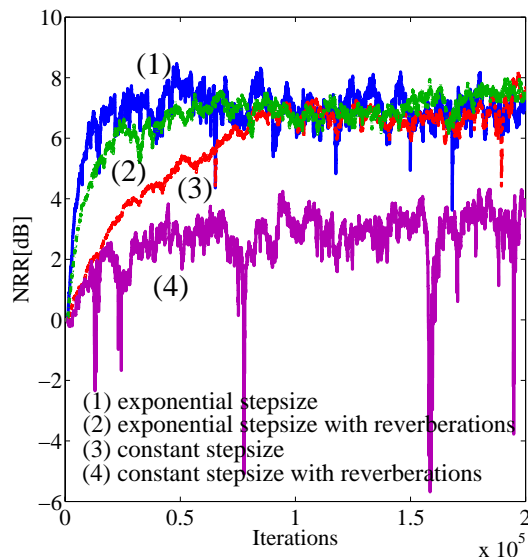 10
8
6
4
2
0
−2
−4
−6
NRR[dB]
(1)
(2)
(3)
(4)
(1) exponential stepsize
(2) exponential stepsize with reverberations
(3) constant stepsize
(4) constant stepsize with reverberations
0 0.5 1 1.5 2
Iterations
x 10^5